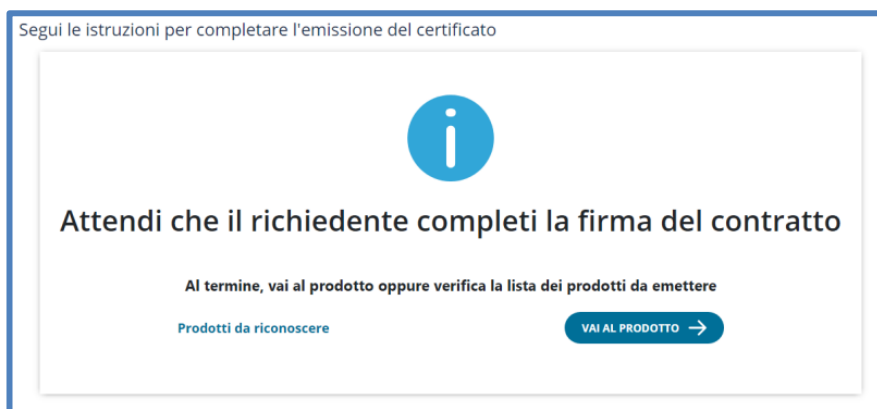 Segui le istruzioni per completare l'emissione del certificato
Attendi che il richiedente completi la firma del contratto
Al termine, vai al prodotto oppure verifica la lista dei prodotti da emettere
Prodotti da riconoscere
VAI AL PRODOTTO